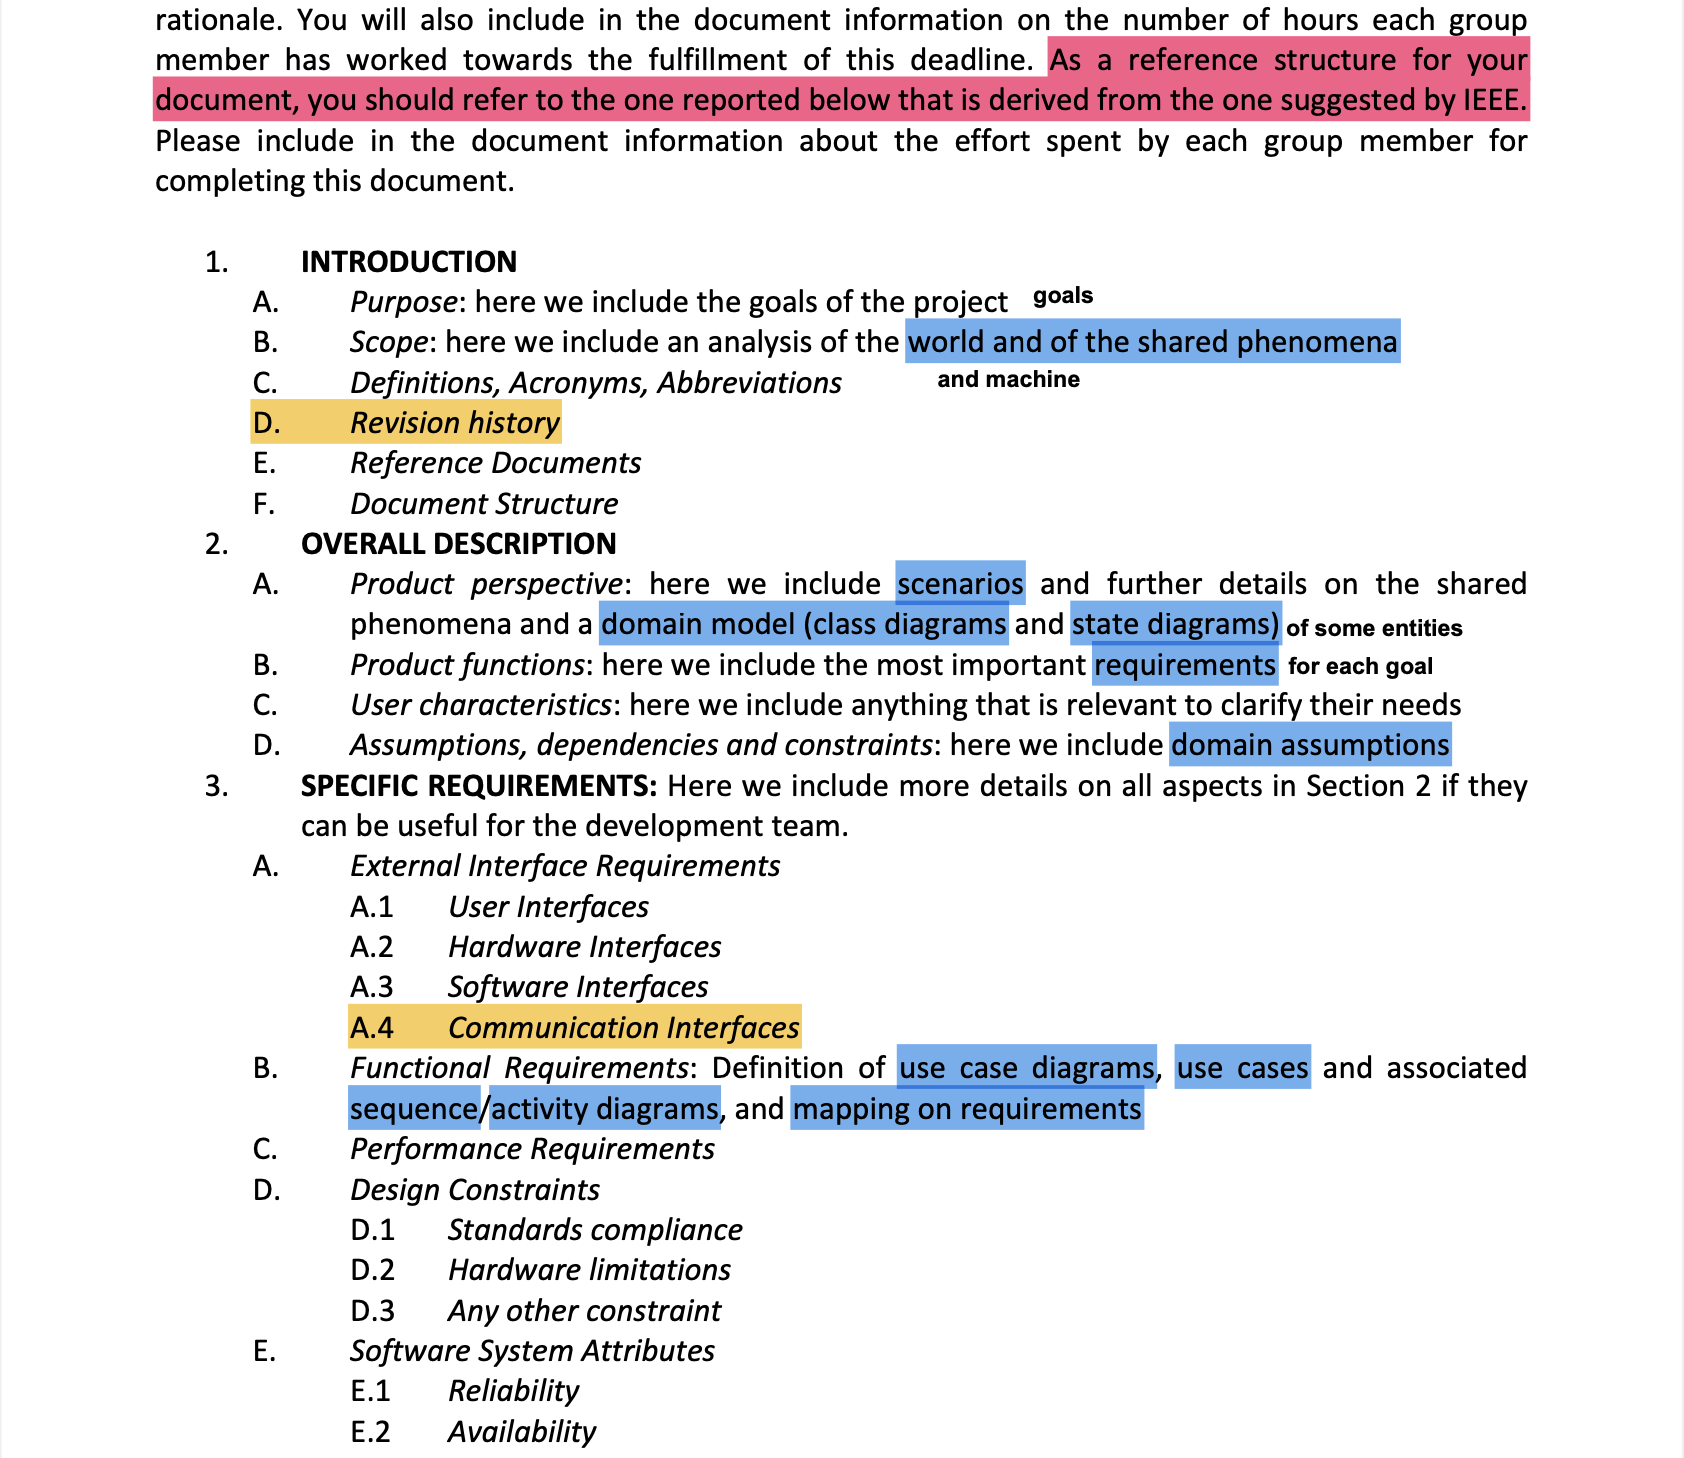 rationale. You will also include in the document information on the number of hours each group
member has worked towards the fulfillment of this deadline. As a reference structure for your
document, you should refer to the one reported below that is derived from the one suggested by IEEE.
Please include in the document information about the effort spent by each group member for
completing this document.
1. INTRODUCTION
A. Purpose: here we include the goals of the project goals
B. Scope: here we include an analysis of the world and of the shared phenomena
C. Definitions, Acronyms, Abbreviations and machine
D. Revision history
E. Reference Documents
F. Document Structure
2. OVERALL DESCRIPTION
A. Product perspective: here we include scenarios and further details on the shared
phenomena and a domain model (class diagrams and state diagrams) of some entities
B. Product functions: here we include the most important requirements for each goal
C. User characteristics: here we include anything that is relevant to clarify their needs
D. Assumptions, dependencies and constraints: here we include domain assumptions
3. SPECIFIC REQUIREMENTS: Here we include more details on all aspects in Section 2 if they
can be useful for the development team.
A. External Interface Requirements
A.1 User Interfaces
A.2 Hardware Interfaces
A.3 Software Interfaces
A.4 Communication Interfaces
B. Functional Requirements: Definition of use case diagrams, use cases and associated
sequence/activity diagrams, and mapping on requirements
C. Performance Requirements
D. Design Constraints
D.1 Standards compliance
D.2 Hardware limitations
D.3 Any other constraint
E. Software System Attributes
E.1 Reliability
E.2 Availability